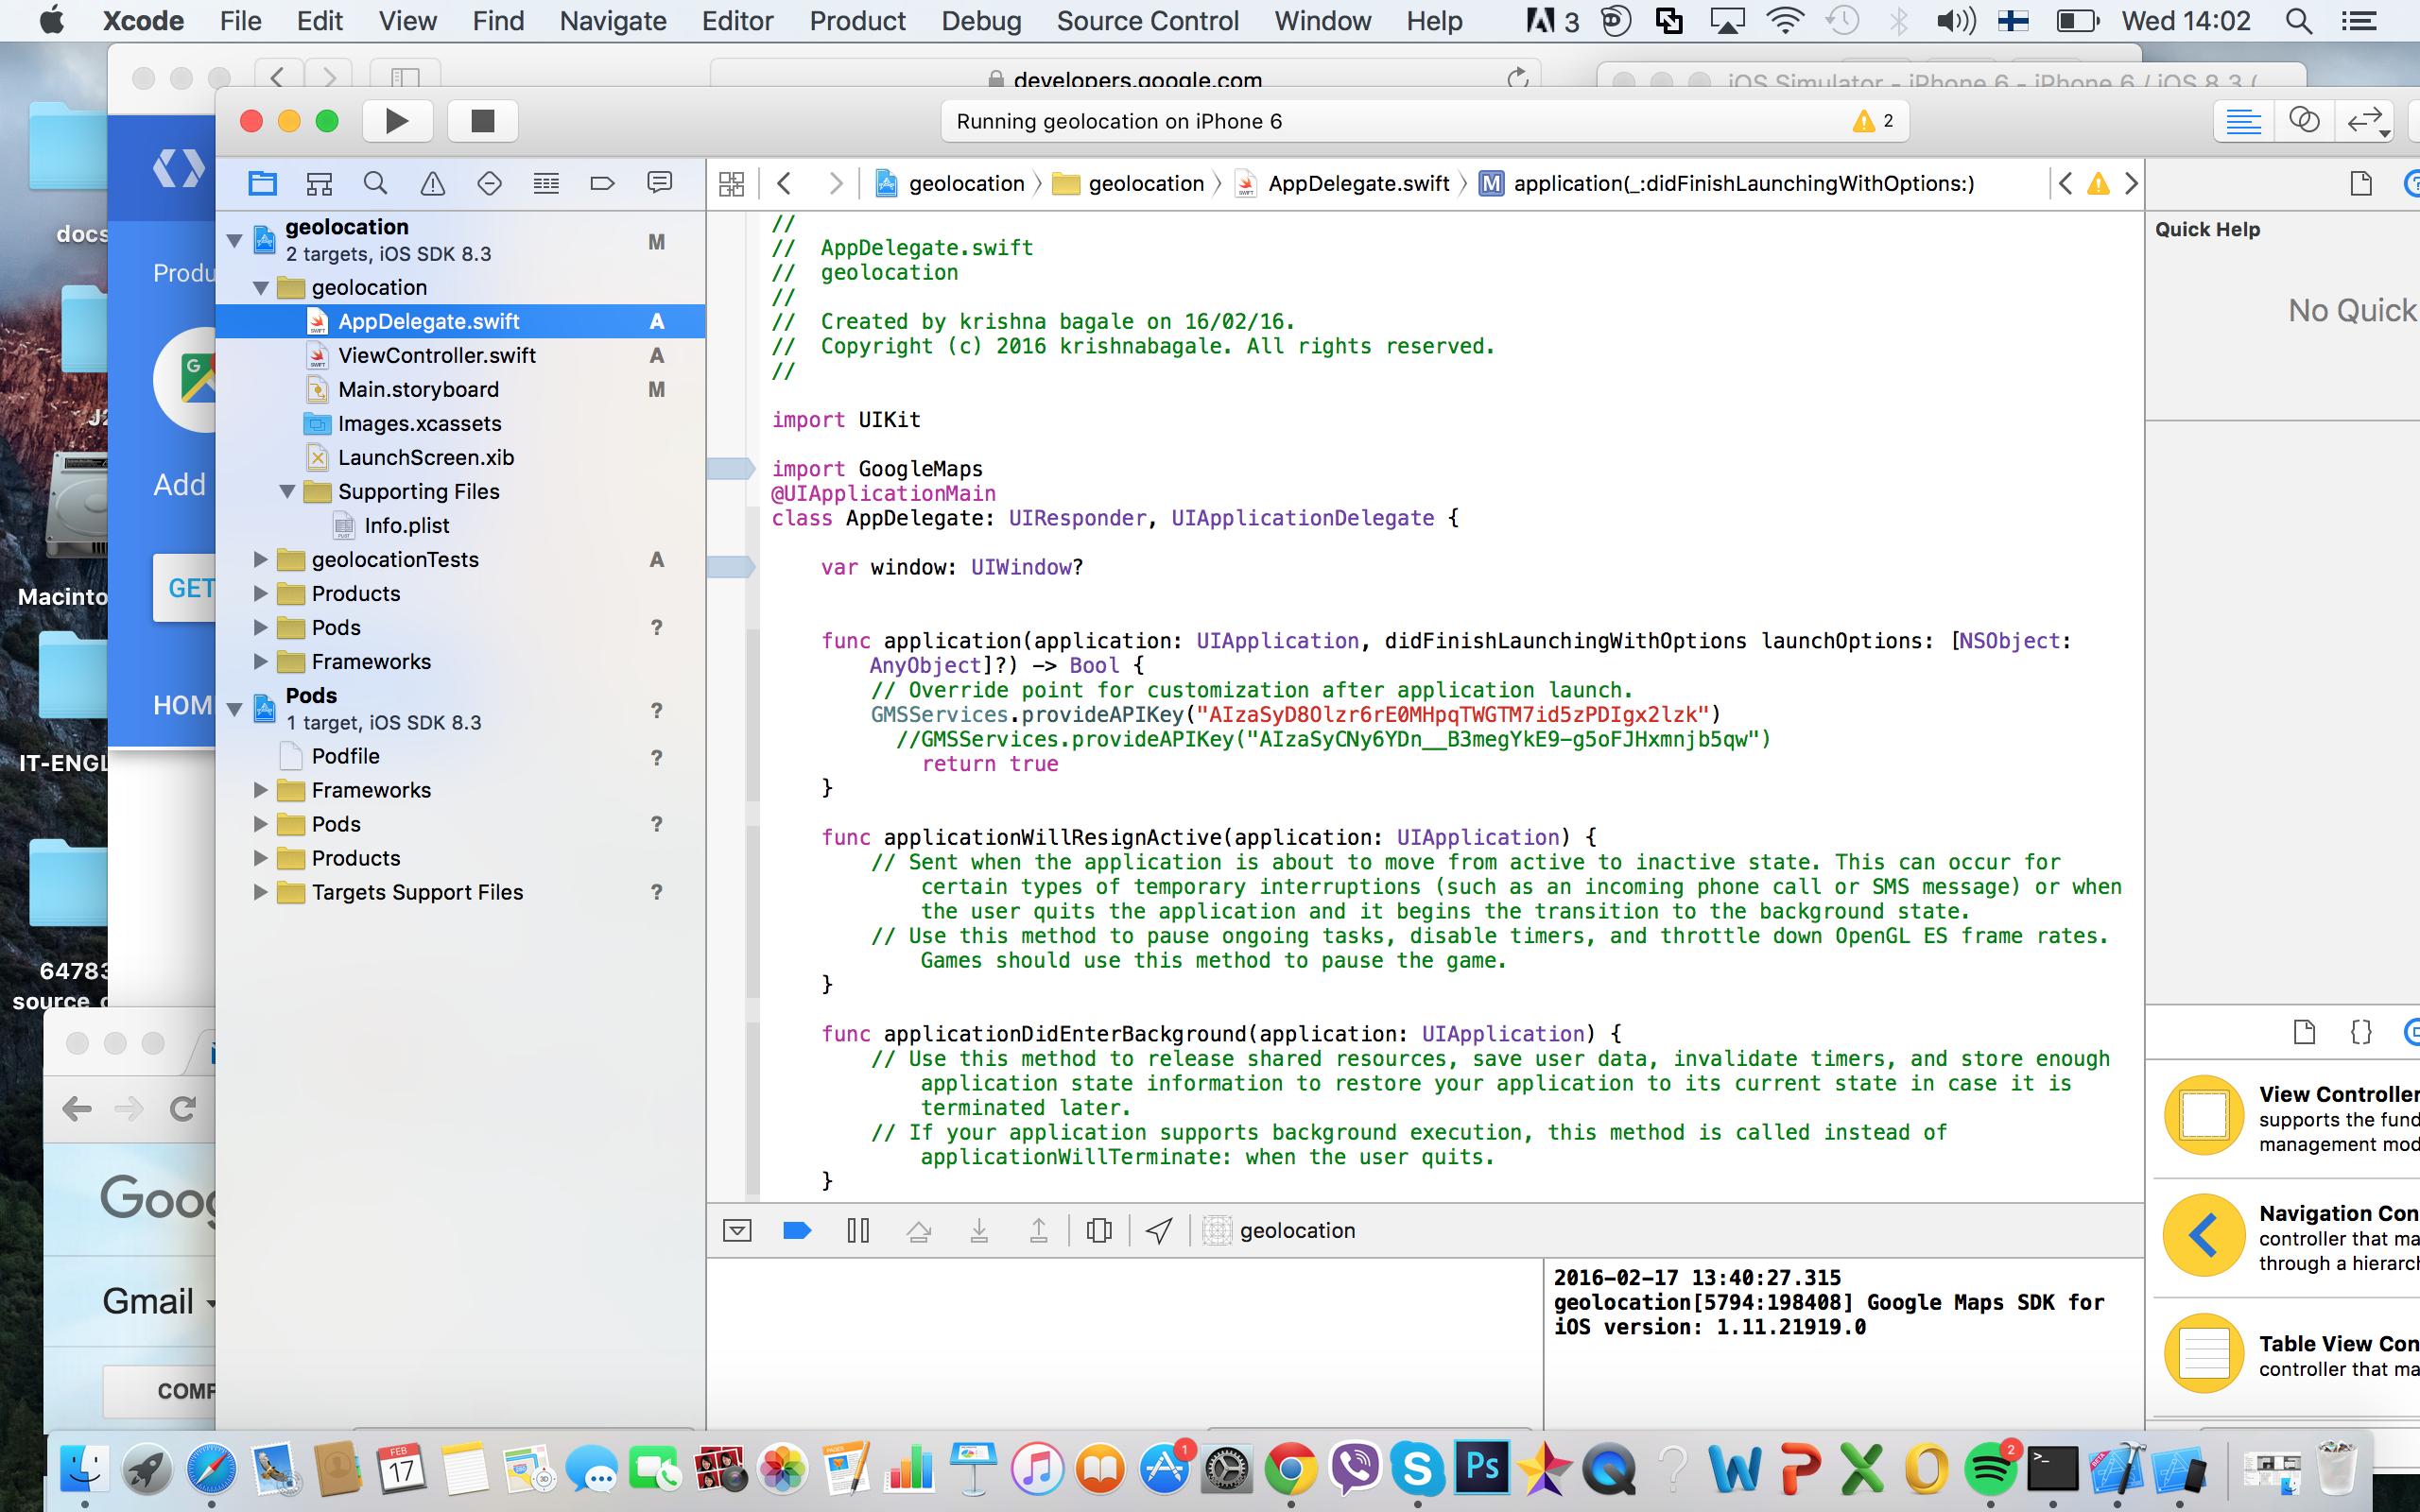 Xcode File Edit View Find Navigate Editor Product Debug Source Control Window Help 3 Wed 14:02
developers.google.com
iOS Simulator - iPhone 6 - iPhone 6 / iOS 8.3 (
Running geolocation on iPhone 6 2
geolocation geolocation AppDelegate.swift M application(_:didFinishLaunchingWithOptions:)
docs
Produ
Add
GET
HOM
Macinto
IT-ENGL
64783
source_c
Goog
Gmail
COMP
geolocation
2 targets, iOS SDK 8.3 M
geolocation
AppDelegate.swift A
ViewController.swift A
Main.storyboard M
Images.xcassets
LaunchScreen.xib
Supporting Files
Info.plist
geolocationTests A
Products
Pods ?
Frameworks
Pods
1 target, iOS SDK 8.3 ?
Podfile ?
Frameworks
Pods ?
Products
Targets Support Files ?
//
// AppDelegate.swift
// geolocation
//
// Created by krishna bagale on 16/02/16.
// Copyright (c) 2016 krishnabagale. All rights reserved.
//
import UIKit
import GoogleMaps
@UIApplicationMain
class AppDelegate: UIResponder, UIApplicationDelegate {
var window: UIWindow?
func application(application: UIApplication, didFinishLaunchingWithOptions launchOptions: [NSObject:
AnyObject]?) -> Bool {
// Override point for customization after application launch.
GMSServices.provideAPIKey("AIzaSyD8Olzr6rE0MHpqTWGTM7id5zPDIgx2lzk")
//GMSServices.provideAPIKey("AIzaSyCNy6YDn__B3megYkE9-g5oFJHxmnjb5qw")
return true
}
func applicationWillResignActive(application: UIApplication) {
// Sent when the application is about to move from active to inactive state. This can occur for
certain types of temporary interruptions (such as an incoming phone call or SMS message) or when
the user quits the application and it begins the transition to the background state.
// Use this method to pause ongoing tasks, disable timers, and throttle down OpenGL ES frame rates.
Games should use this method to pause the game.
}
func applicationDidEnterBackground(application: UIApplication) {
// Use this method to release shared resources, save user data, invalidate timers, and store enough
application state information to restore your application to its current state in case it is
terminated later.
// If your application supports background execution, this method is called instead of
applicationWillTerminate: when the user quits.
}
geolocation
2016-02-17 13:40:27.315
geolocation[5794:198408] Google Maps SDK for
iOS version: 1.11.21919.0
Quick Help
No Quick
View Controller
supports the fund
management mod
Navigation Con
controller that ma
through a hierarch
Table View Con
controller that ma
FEB
17
PAGES
1
Ps
2